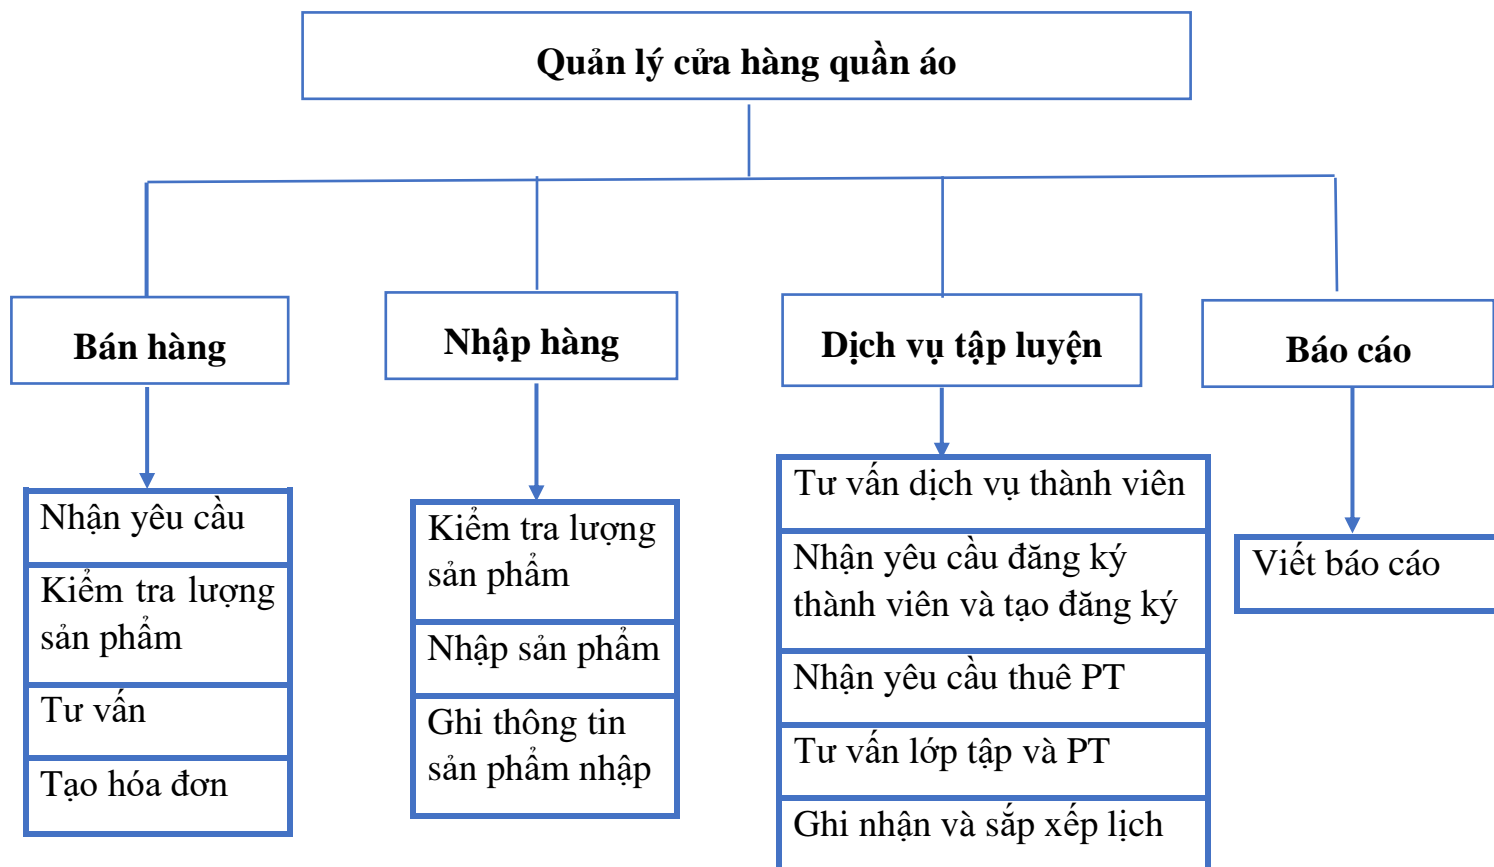 Quản lý cửa hàng quần áo
Bán hàng
Nhập hàng
Dịch vụ tập luyện
Báo cáo
Nhận yêu cầu
Kiểm tra lượng
sản phẩm
Tư vấn
Tạo hóa đơn
Kiểm tra lượng
sản phẩm
Nhập sản phẩm
Ghi thông tin
sản phẩm nhập
Tư vấn dịch vụ thành viên
Nhận yêu cầu đăng ký
thành viên và tạo đăng ký
Nhận yêu cầu thuê PT
Tư vấn lớp tập và PT
Ghi nhận và sắp xếp lịch
Viết báo cáo